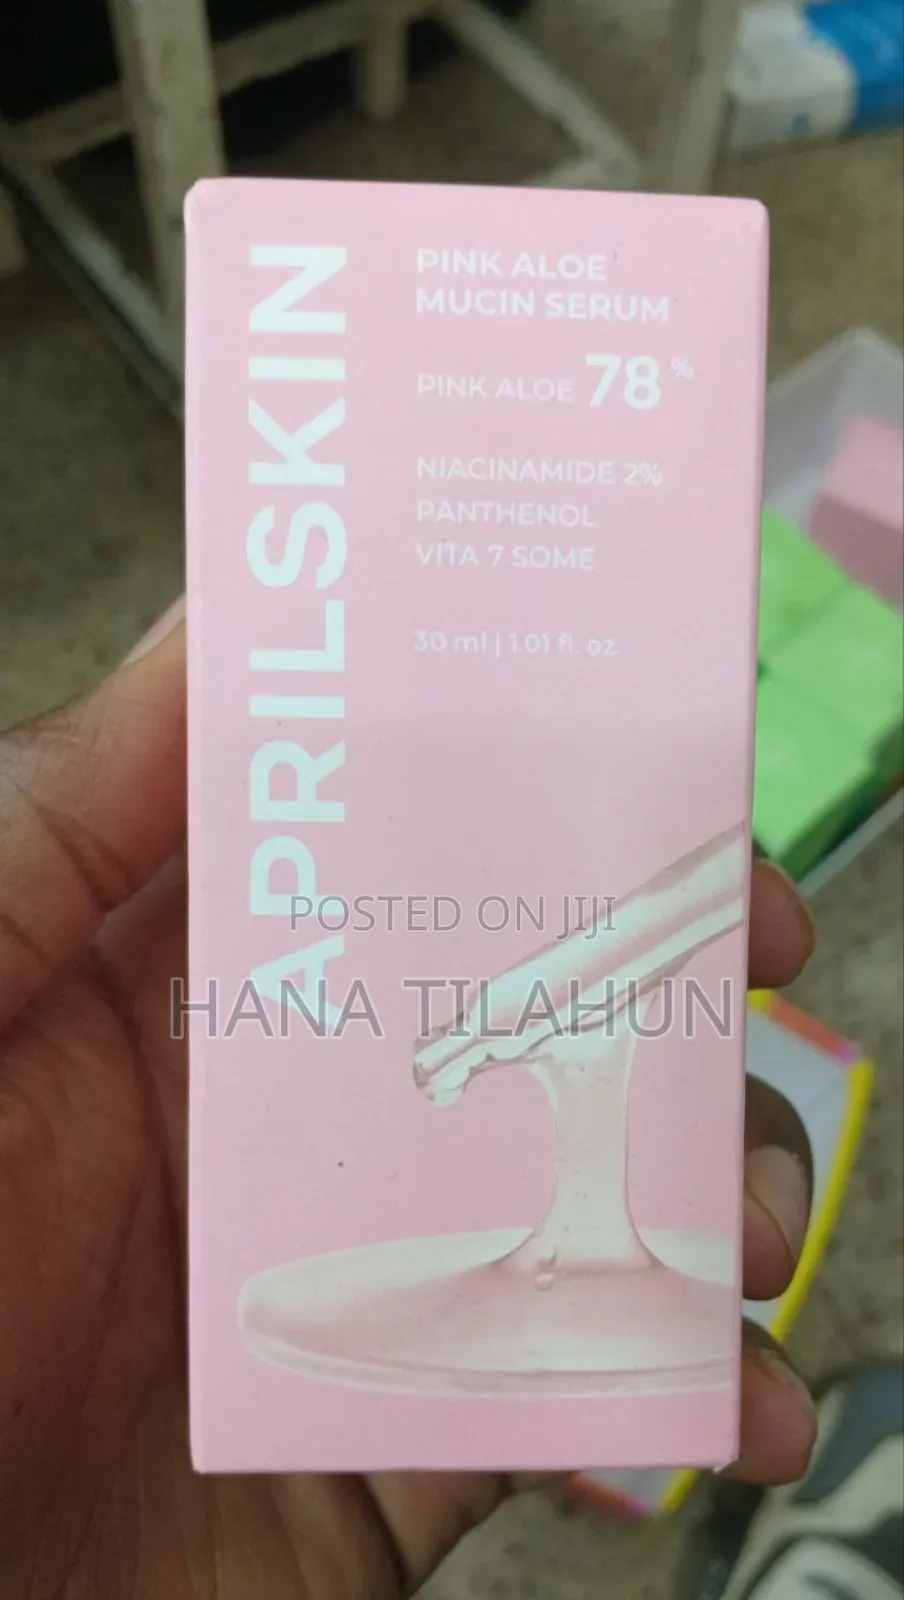 APRILSKIN
PINK ALOE
MUCIN SERUM
PINK ALOE 78%
NIACINAMIDE 2%
PANTHENOL
VITA 7 SOME
30 ml | 1.01 fl. oz.
POSTED ON JIJI
HANA TILAHUN